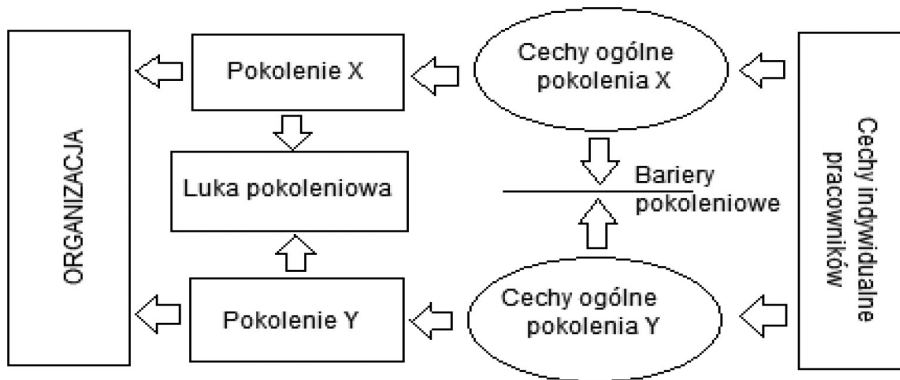 ORGANIZACJA
Pokolenie X
Cechy ogólne
pokolenia X
Luka pokoleniowa
Bariery
pokoleniowe
Pokolenie Y
Cechy ogólne
pokolenia Y
Cechy indywidualne
pracowników